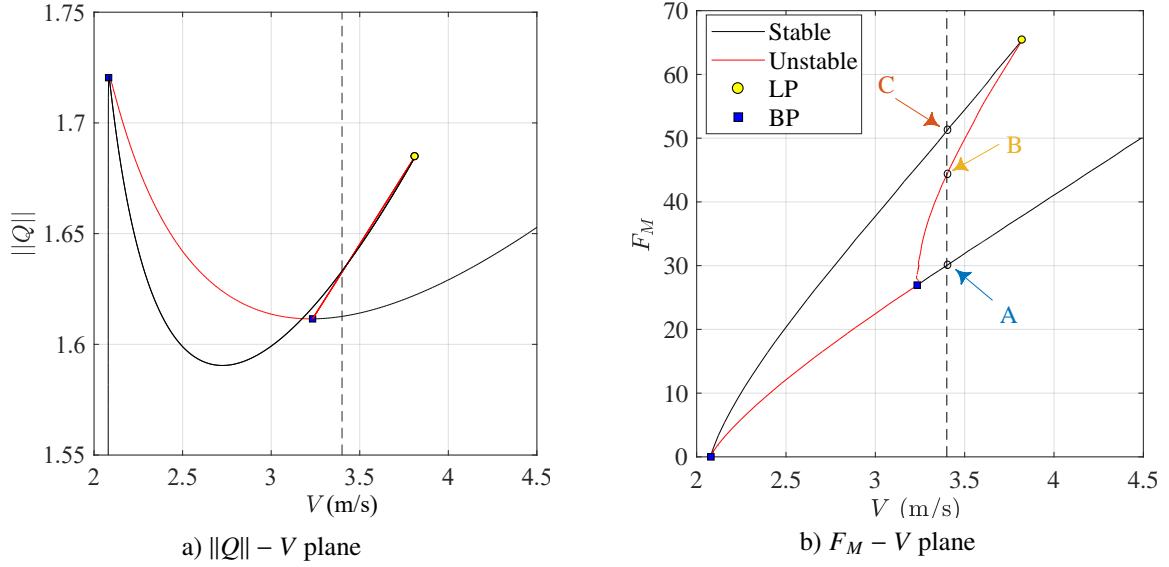 1.75
1.7
1.65
1.6
1.55
||Q||
2 2.5 3 3.5 4 4.5
V (m/s)
a) ||Q|| − V plane
70
60
50
40
30
20
10
0
F_M
Stable
Unstable
LP
BP
C
B
A
2 2.5 3 3.5 4 4.5
V (m/s)
b) F_M − V plane